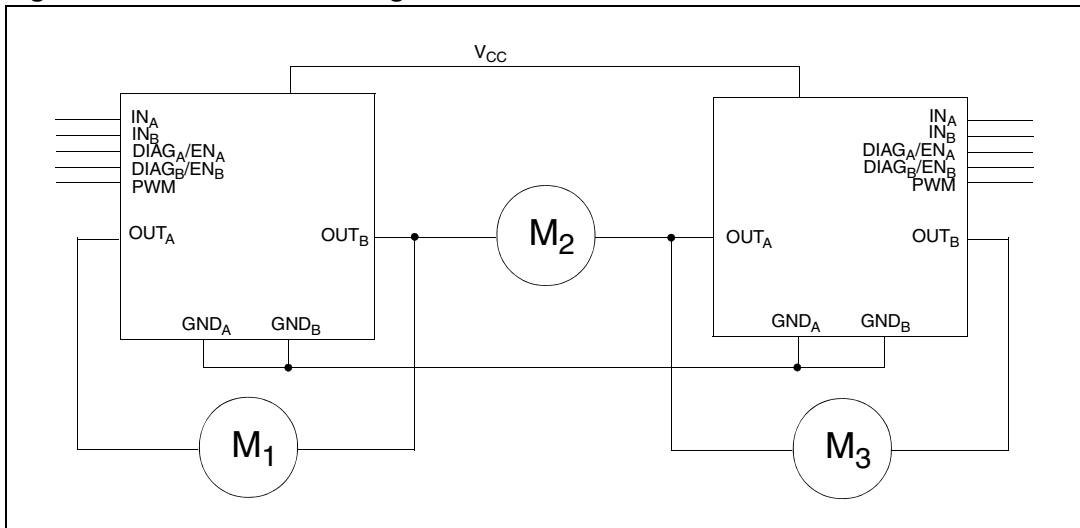 V_CC
IN_A
IN_B
DIAG_A/EN_A
DIAG_B/EN_B
PWM
OUT_A
OUT_B
GND_A
GND_B
M_1
M_2
IN_A
IN_B
DIAG_A/EN_A
DIAG_B/EN_B
PWM
OUT_A
OUT_B
GND_A
GND_B
M_3